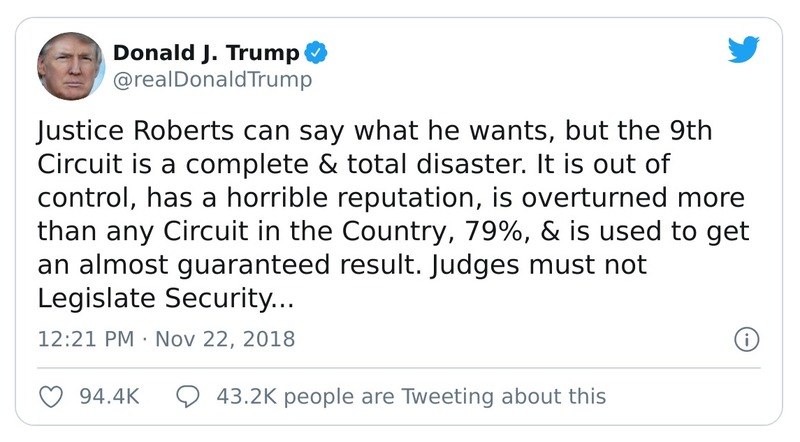 Donald J. Trump
@realDonaldTrump
Justice Roberts can say what he wants, but the 9th
Circuit is a complete & total disaster. It is out of
control, has a horrible reputation, is overturned more
than any Circuit in the Country, 79%, & is used to get
an almost guaranteed result. Judges must not
Legislate Security...
12:21 PM · Nov 22, 2018
94.4K 43.2K people are Tweeting about this